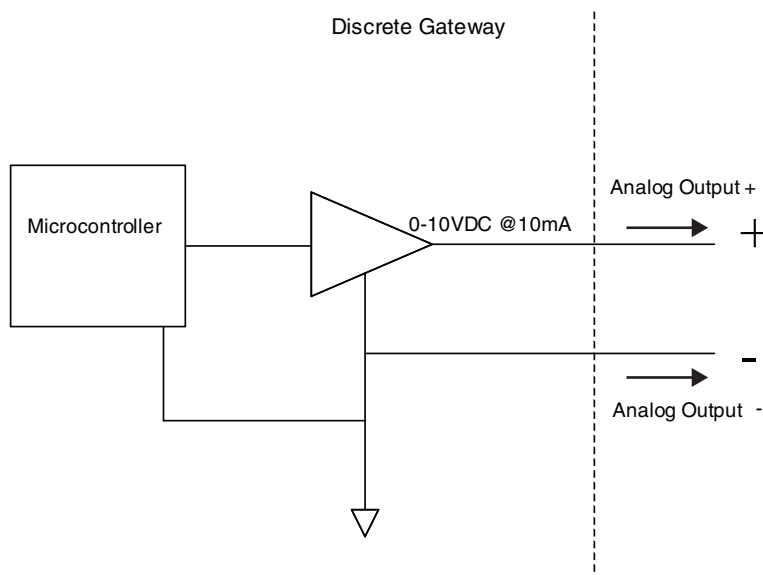 Discrete Gateway
Analog Output +
0-10VDC @10mA
Microcontroller
+
-
Analog Output -